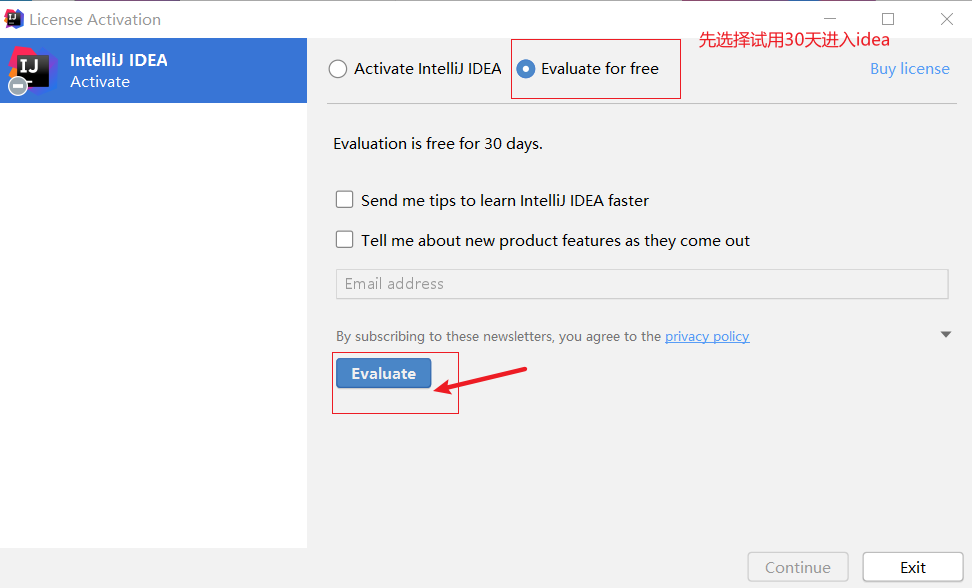 License Activation
先选择试用30天进入idea
IJ
IntelliJ IDEA
Activate
Activate IntelliJ IDEA
Evaluate for free
Buy license
Evaluation is free for 30 days.
Send me tips to learn IntelliJ IDEA faster
Tell me about new product features as they come out
Email address
By subscribing to these newsletters, you agree to the privacy policy
Evaluate
Continue
Exit